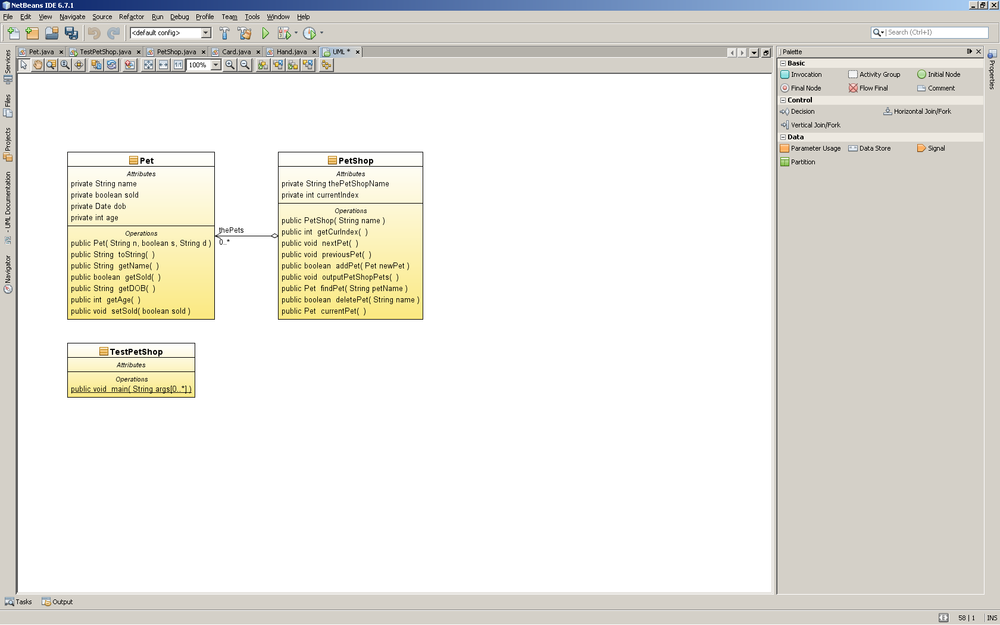 NetBeans IDE 6.7.1
File Edit View Navigate Source Refactor Run Debug Profile Team Tools Window Help
<default config>
Search (Ctrl+I)
Pet.java TestPetShop.java PetShop.java Card.java Hand.java UML *
100%
Services
Files
Projects
- UML Documentation
Navigator
Pet
Attributes
private String name
private boolean sold
private Date dob
private int age
Operations
public Pet( String n, boolean s, String d )
public String toString( )
public String getName( )
public boolean getSold( )
public String getDOB( )
public int getAge( )
public void setSold( boolean sold )
thePets
0..*
PetShop
Attributes
private String thePetShopName
private int currentIndex
Operations
public PetShop( String name )
public int getCurIndex( )
public void nextPet( )
public void previousPet( )
public boolean addPet( Pet newPet )
public void outputPetShopPets( )
public Pet findPet( String petName )
public boolean deletePet( String name )
public Pet currentPet( )
TestPetShop
Attributes
Operations
public void main( String args[0..*] )
Palette
Basic
Invocation Activity Group Initial Node
Final Node Flow Final Comment
Control
Decision Horizontal Join/Fork
Vertical Join/Fork
Data
Parameter Usage Data Store Signal
Partition
Properties
Tasks Output
58 | 1 INS